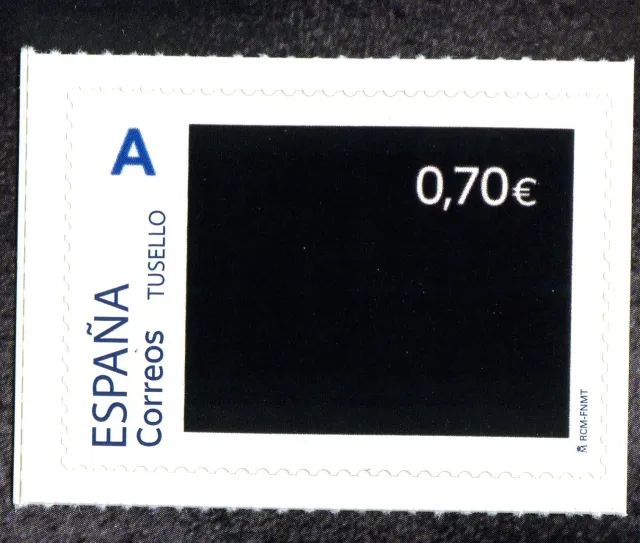 A
0,70€
ESPAÑA
Correos TUSELLO
RCM-FNMT